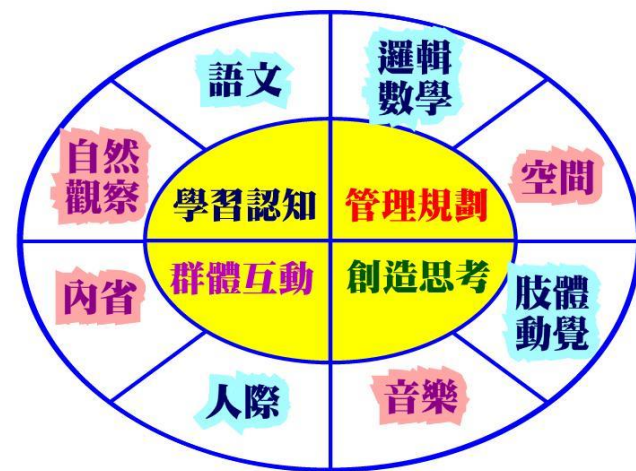 語文
邏輯
數學
自然
觀察
空間
學習認知
管理規劃
群體互動
創造思考
內省
肢體
動覺
人際
音樂